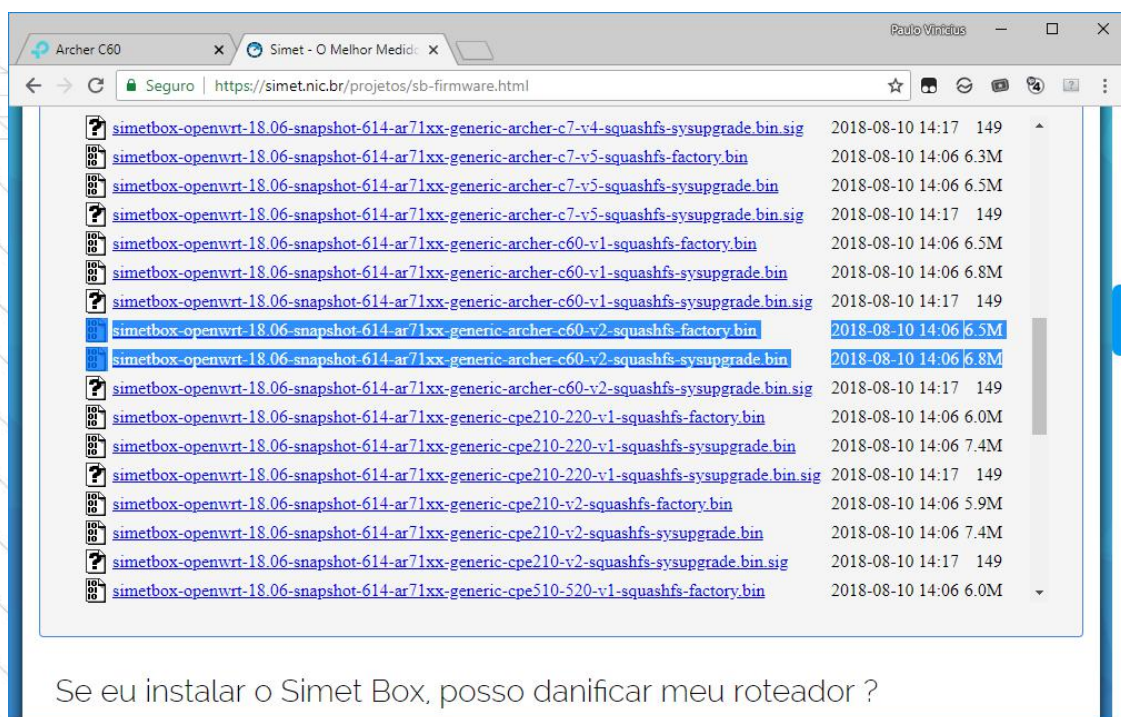 Paulo Vinicius
Archer C60
Simet - O Melhor Medido
Seguro | https://simet.nic.br/projetos/sb-firmware.html
simetbox-openwrt-18.06-snapshot-614-ar71xx-generic-archer-c7-v4-squashfs-sysupgrade.bin.sig 2018-08-10 14:17 149
simetbox-openwrt-18.06-snapshot-614-ar71xx-generic-archer-c7-v5-squashfs-factory.bin 2018-08-10 14:06 6.3M
simetbox-openwrt-18.06-snapshot-614-ar71xx-generic-archer-c7-v5-squashfs-sysupgrade.bin 2018-08-10 14:06 6.5M
simetbox-openwrt-18.06-snapshot-614-ar71xx-generic-archer-c7-v5-squashfs-sysupgrade.bin.sig 2018-08-10 14:17 149
simetbox-openwrt-18.06-snapshot-614-ar71xx-generic-archer-c60-v1-squashfs-factory.bin 2018-08-10 14:06 6.5M
simetbox-openwrt-18.06-snapshot-614-ar71xx-generic-archer-c60-v1-squashfs-sysupgrade.bin 2018-08-10 14:06 6.8M
simetbox-openwrt-18.06-snapshot-614-ar71xx-generic-archer-c60-v1-squashfs-sysupgrade.bin.sig 2018-08-10 14:17 149
simetbox-openwrt-18.06-snapshot-614-ar71xx-generic-archer-c60-v2-squashfs-factory.bin 2018-08-10 14:06 6.5M
simetbox-openwrt-18.06-snapshot-614-ar71xx-generic-archer-c60-v2-squashfs-sysupgrade.bin 2018-08-10 14:06 6.8M
simetbox-openwrt-18.06-snapshot-614-ar71xx-generic-archer-c60-v2-squashfs-sysupgrade.bin.sig 2018-08-10 14:17 149
simetbox-openwrt-18.06-snapshot-614-ar71xx-generic-cpe210-220-v1-squashfs-factory.bin 2018-08-10 14:06 6.0M
simetbox-openwrt-18.06-snapshot-614-ar71xx-generic-cpe210-220-v1-squashfs-sysupgrade.bin 2018-08-10 14:06 7.4M
simetbox-openwrt-18.06-snapshot-614-ar71xx-generic-cpe210-220-v1-squashfs-sysupgrade.bin.sig 2018-08-10 14:17 149
simetbox-openwrt-18.06-snapshot-614-ar71xx-generic-cpe210-v2-squashfs-factory.bin 2018-08-10 14:06 5.9M
simetbox-openwrt-18.06-snapshot-614-ar71xx-generic-cpe210-v2-squashfs-sysupgrade.bin 2018-08-10 14:06 7.4M
simetbox-openwrt-18.06-snapshot-614-ar71xx-generic-cpe210-v2-squashfs-sysupgrade.bin.sig 2018-08-10 14:17 149
simetbox-openwrt-18.06-snapshot-614-ar71xx-generic-cpe510-520-v1-squashfs-factory.bin 2018-08-10 14:06 6.0M
Se eu instalar o Simet Box, posso danificar meu roteador ?